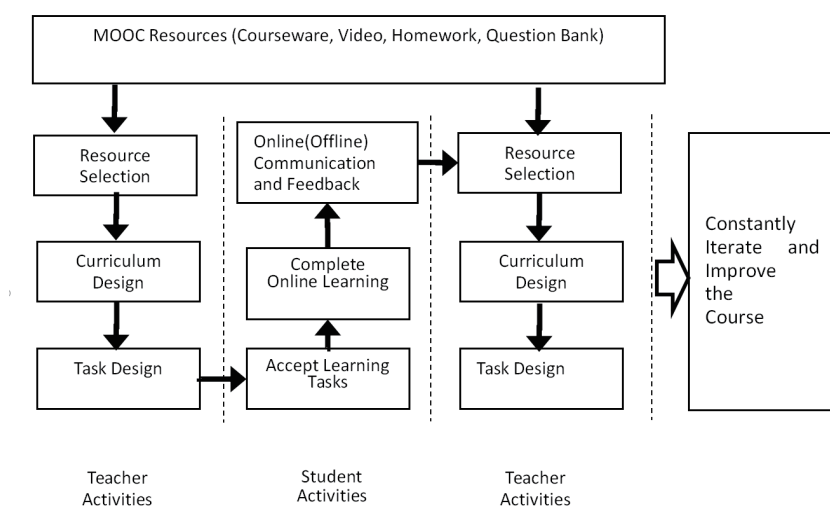 MOOC Resources (Courseware, Video, Homework, Question Bank)
Resource
Selection
Curriculum
Design
Task Design
Online(Offline)
Communication
and Feedback
Complete
Online Learning
Accept Learning
Tasks
Resource
Selection
Curriculum
Design
Task Design
Constantly
Iterate and
Improve
the
Course
Teacher
Activities
Student
Activities
Teacher
Activities